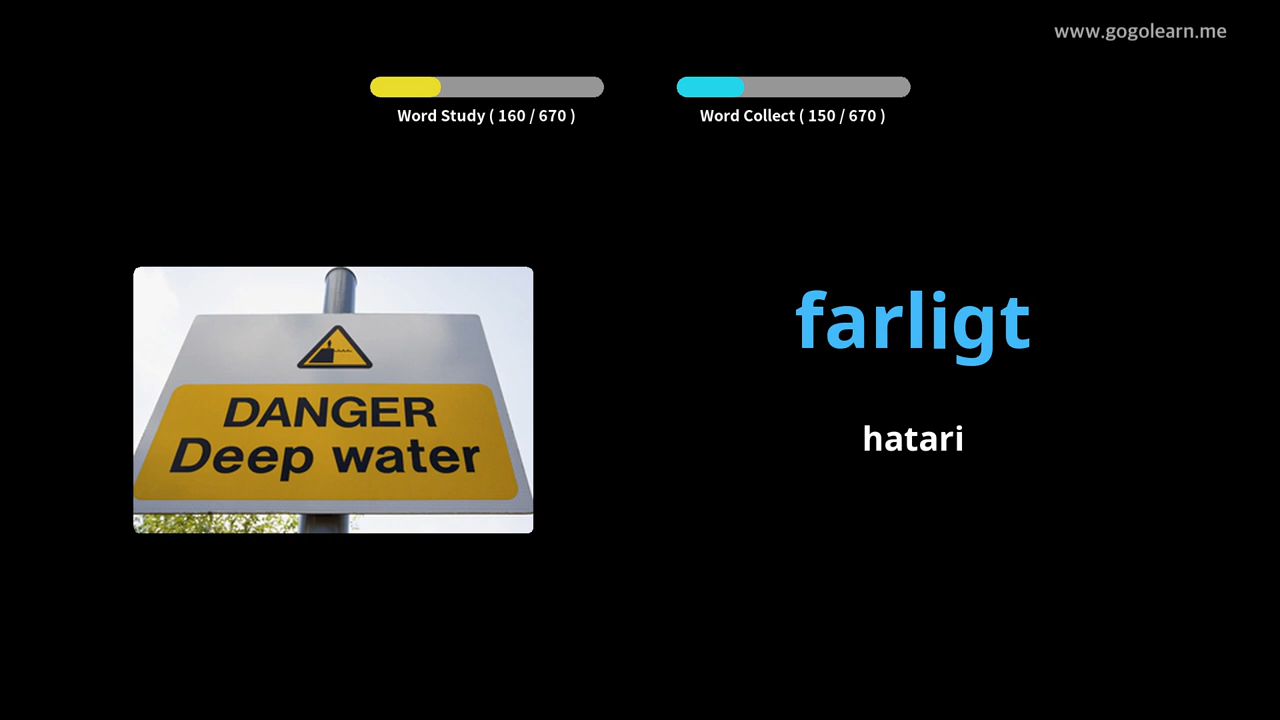 www.gogolearn.me
Word Study ( 160 / 670 )
Word Collect ( 150 / 670 )
DANGER
Deep water
farligt
hatari